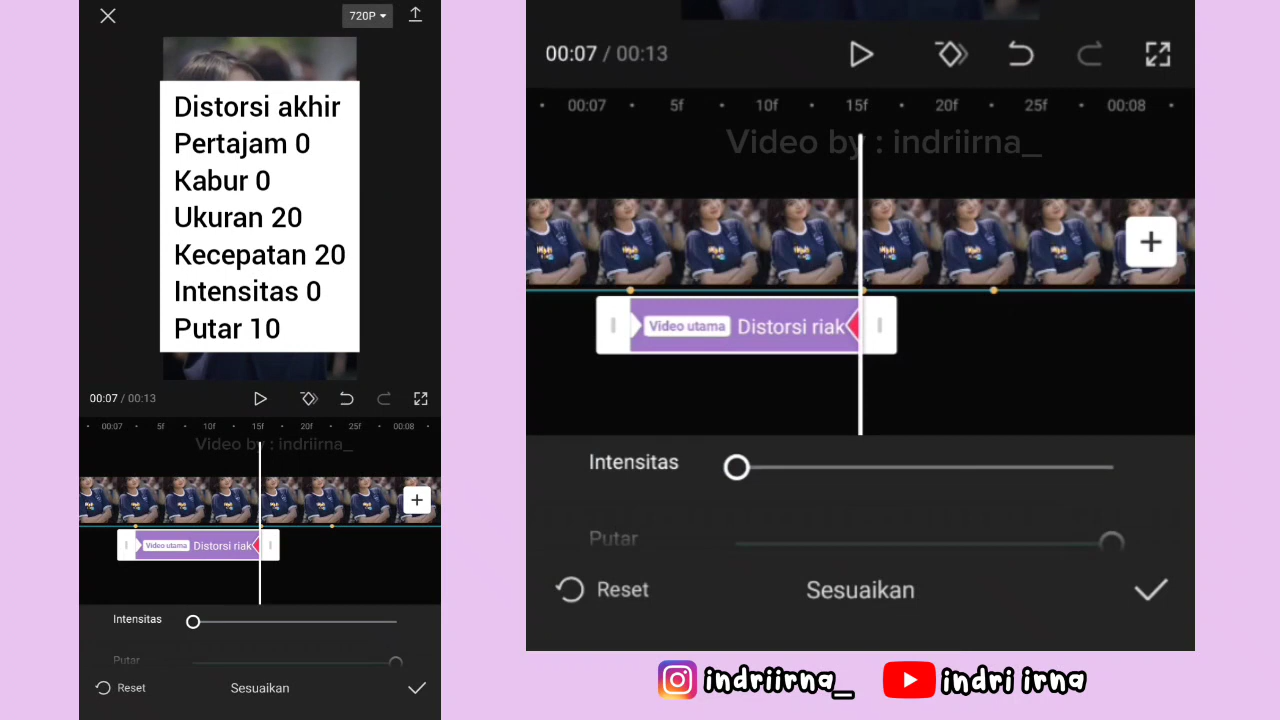 720P
Distorsi akhir
Pertajam 0
Kabur 0
Ukuran 20
Kecepatan 20
Intensitas 0
Putar 10
00:07 / 00:13
00:07 5f 10f 15f 20f 25f 00:08
Video by : indriirna_
+
Video utama Distorsi riak
Intensitas
Putar
Reset Sesuaikan
00:07 / 00:13
00:07 5f 10f 15f 20f 25f 00:08
Video by : indriirna_
+
Video utama Distorsi riak
Intensitas
Putar
Reset Sesuaikan
indriirna_ indri irna